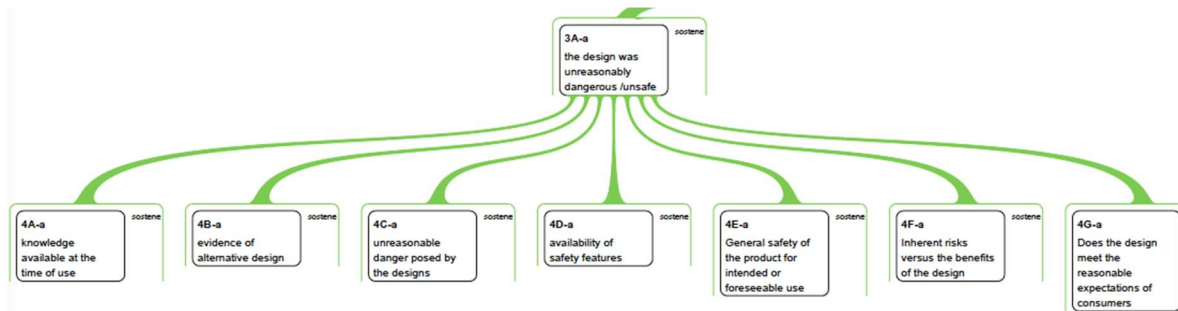 3A-a
sostene
the design was
unreasonably
dangerous /unsafe
4A-a
sostene
knowledge
available at the
time of use
4B-a
sostene
evidence of
alternative design
4C-a
sostene
unreasonable
danger posed by
the designs
4D-a
sostene
availability of
safety features
4E-a
sostene
General safety of
the product for
intended or
foreseeable use
4F-a
sostene
Inherent risks
versus the benefits
of the design
4G-a
sostene
Does the design
meet the
reasonable
expectations of
consumers